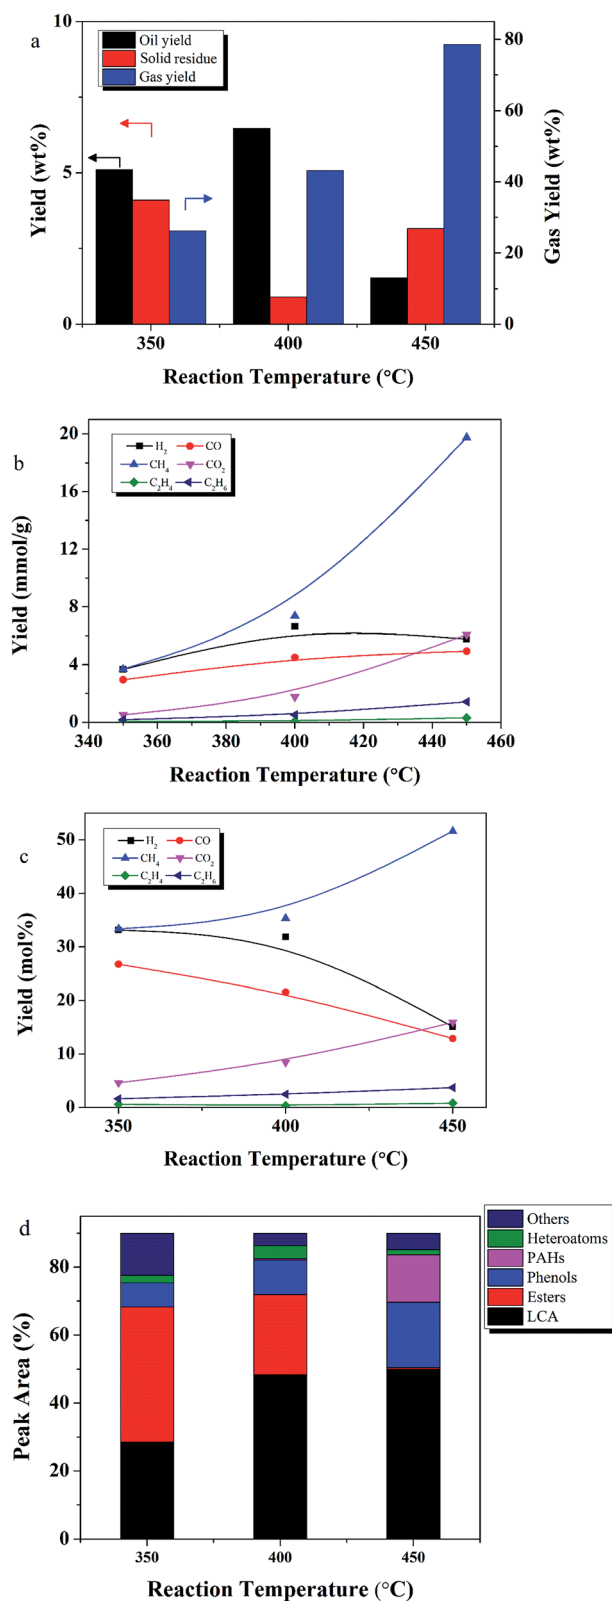 a
Oil yield
Solid residue
Gas yield
10
5
0
80
60
40
20
0
Yield (wt%)
Gas Yield (wt%)
350 400 450
Reaction Temperature (°C)
b
H2 CO
CH4 CO2
C2H4 C2H6
20
16
12
8
4
0
Yield (mmol/g)
340 360 380 400 420 440 460
Reaction Temperature (°C)
c
H2 CO
CH4 CO2
C2H4 C2H6
50
40
30
20
10
0
Yield (mol%)
350 400 450
Reaction Temperature (°C)
d
Others
Heteroatoms
PAHs
Phenols
Esters
LCA
80
60
40
20
0
Peak Area (%)
350 400 450
Reaction Temperature (°C)